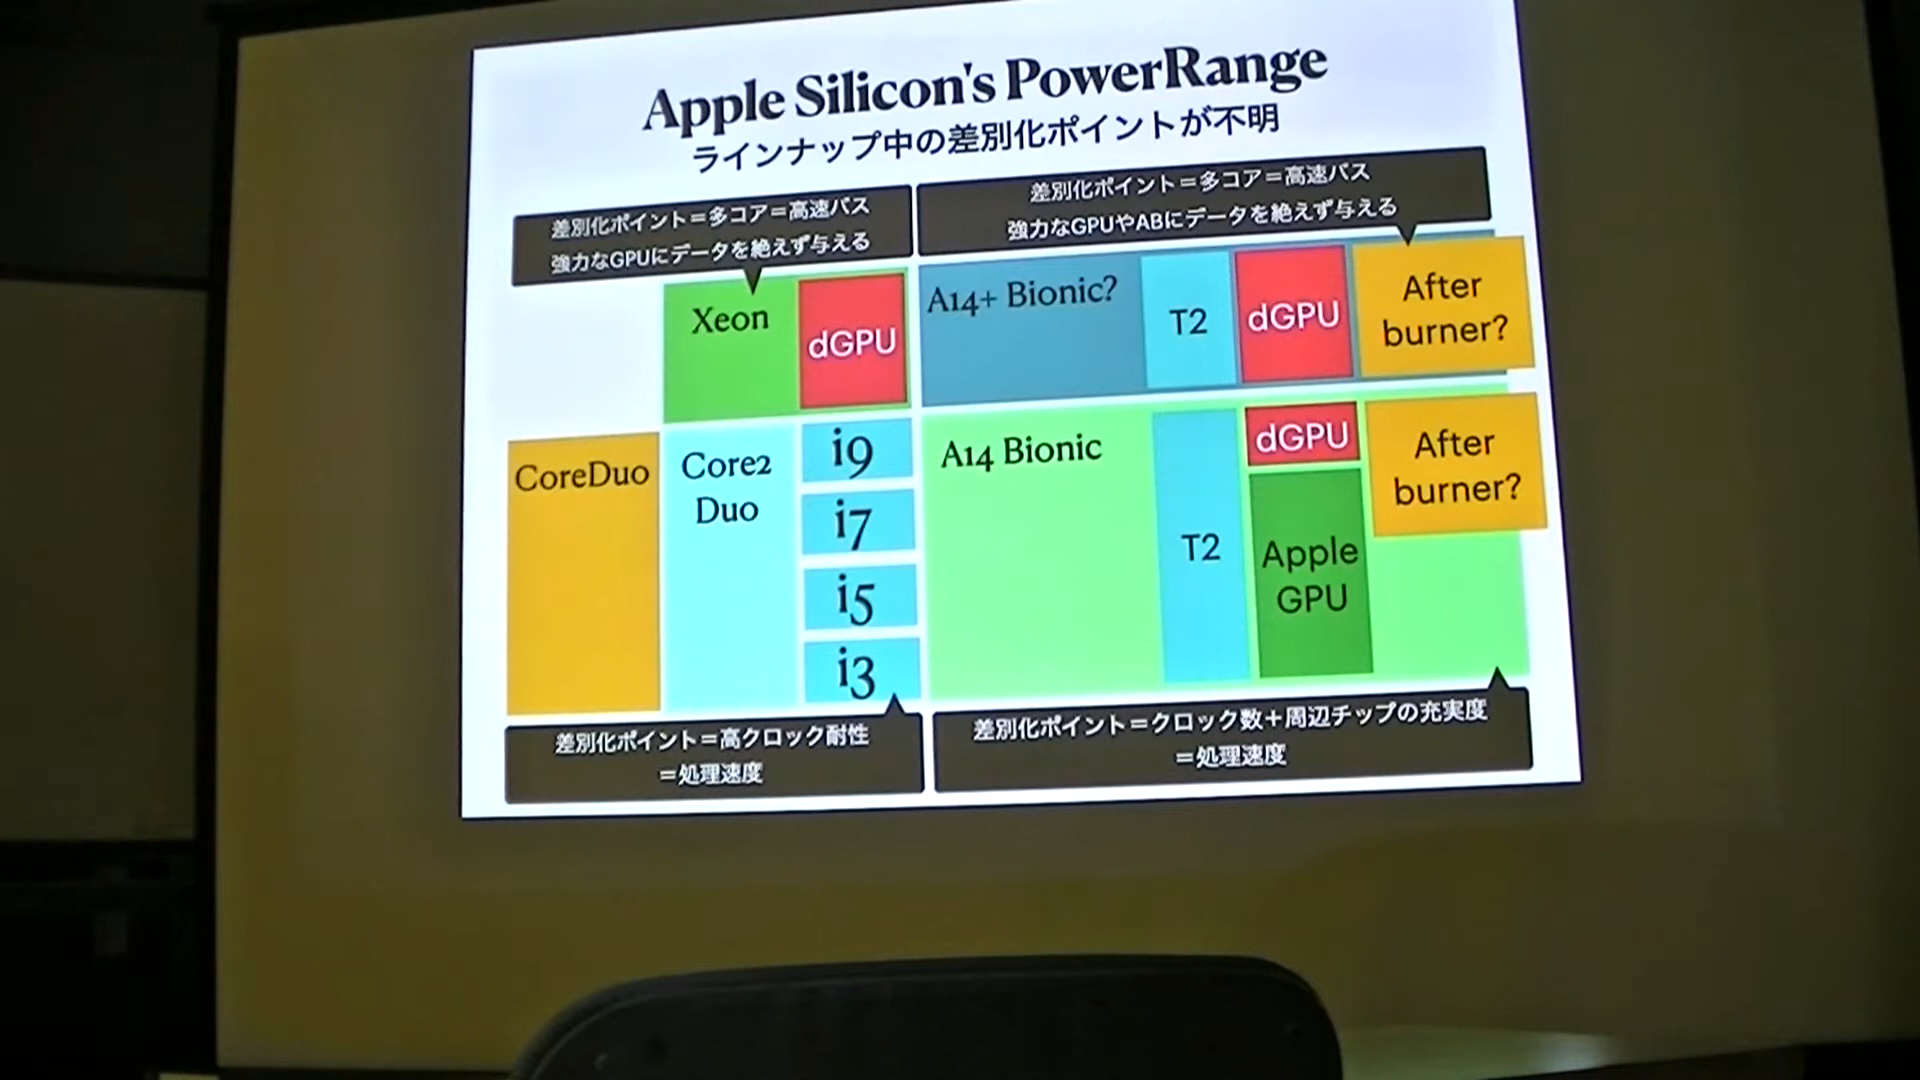 Apple Silicon's PowerRange
ラインナップ中の差別化ポイントが不明
差別化ポイント＝多コア＝高速バス
強力なGPUにデータを絶えず与える
差別化ポイント＝多コア＝高速バス
強力なGPUやABにデータを絶えず与える
Xeon
dGPU
A14+ Bionic?
T2
dGPU
After
burner?
CoreDuo
Core2
Duo
i9
i7
i5
i3
A14 Bionic
T2
dGPU
Apple
GPU
After
burner?
差別化ポイント＝高クロック耐性
＝処理速度
差別化ポイント＝クロック数＋周辺チップの充実度
＝処理速度